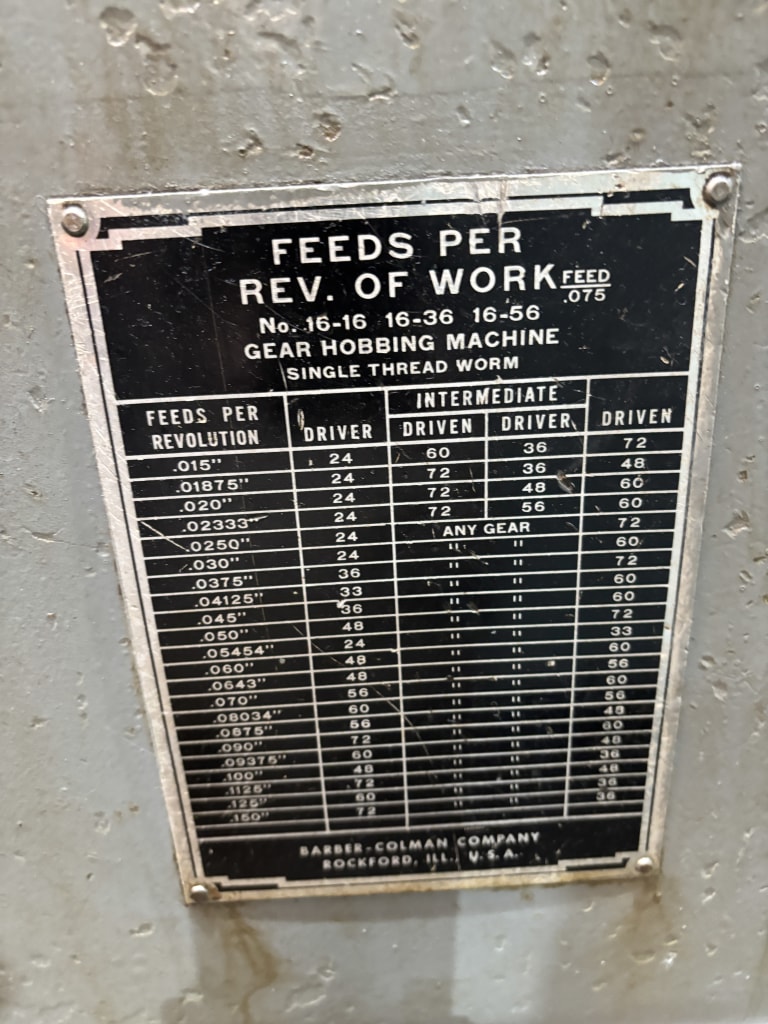 FEEDS PER
REV. OF WORK FEED/.075
No. 16-16 16-36 16-56
GEAR HOBBING MACHINE
SINGLE THREAD WORM
FEEDS PER REVOLUTION DRIVER INTERMEDIATE DRIVEN DRIVER DRIVEN
.015" 24 60 36 72
.01875" 24 72 36 48
.020" 24 72 48 60
.02333" 24 72 56 60
.0250" 24 ANY GEAR 72
.030" 24 " " 60
.0375" 36 " " 72
.04125" 33 " " 60
.045" 36 " " 60
.050" 48 " " 72
.05454" 24 " " 33
.060" 48 " " 60
.0643" 48 " " 56
.070" 56 " " 60
.08034" 60 " " 56
.0875" 56 " " 48
.090" 72 " " 60
.09375" 60 " " 48
.100" 48 " " 36
.1125" 72 " " 48
.125" 60 " " 36
.150" 72 " " 36
BARBER-COLMAN COMPANY
ROCKFORD, ILL., U.S.A.